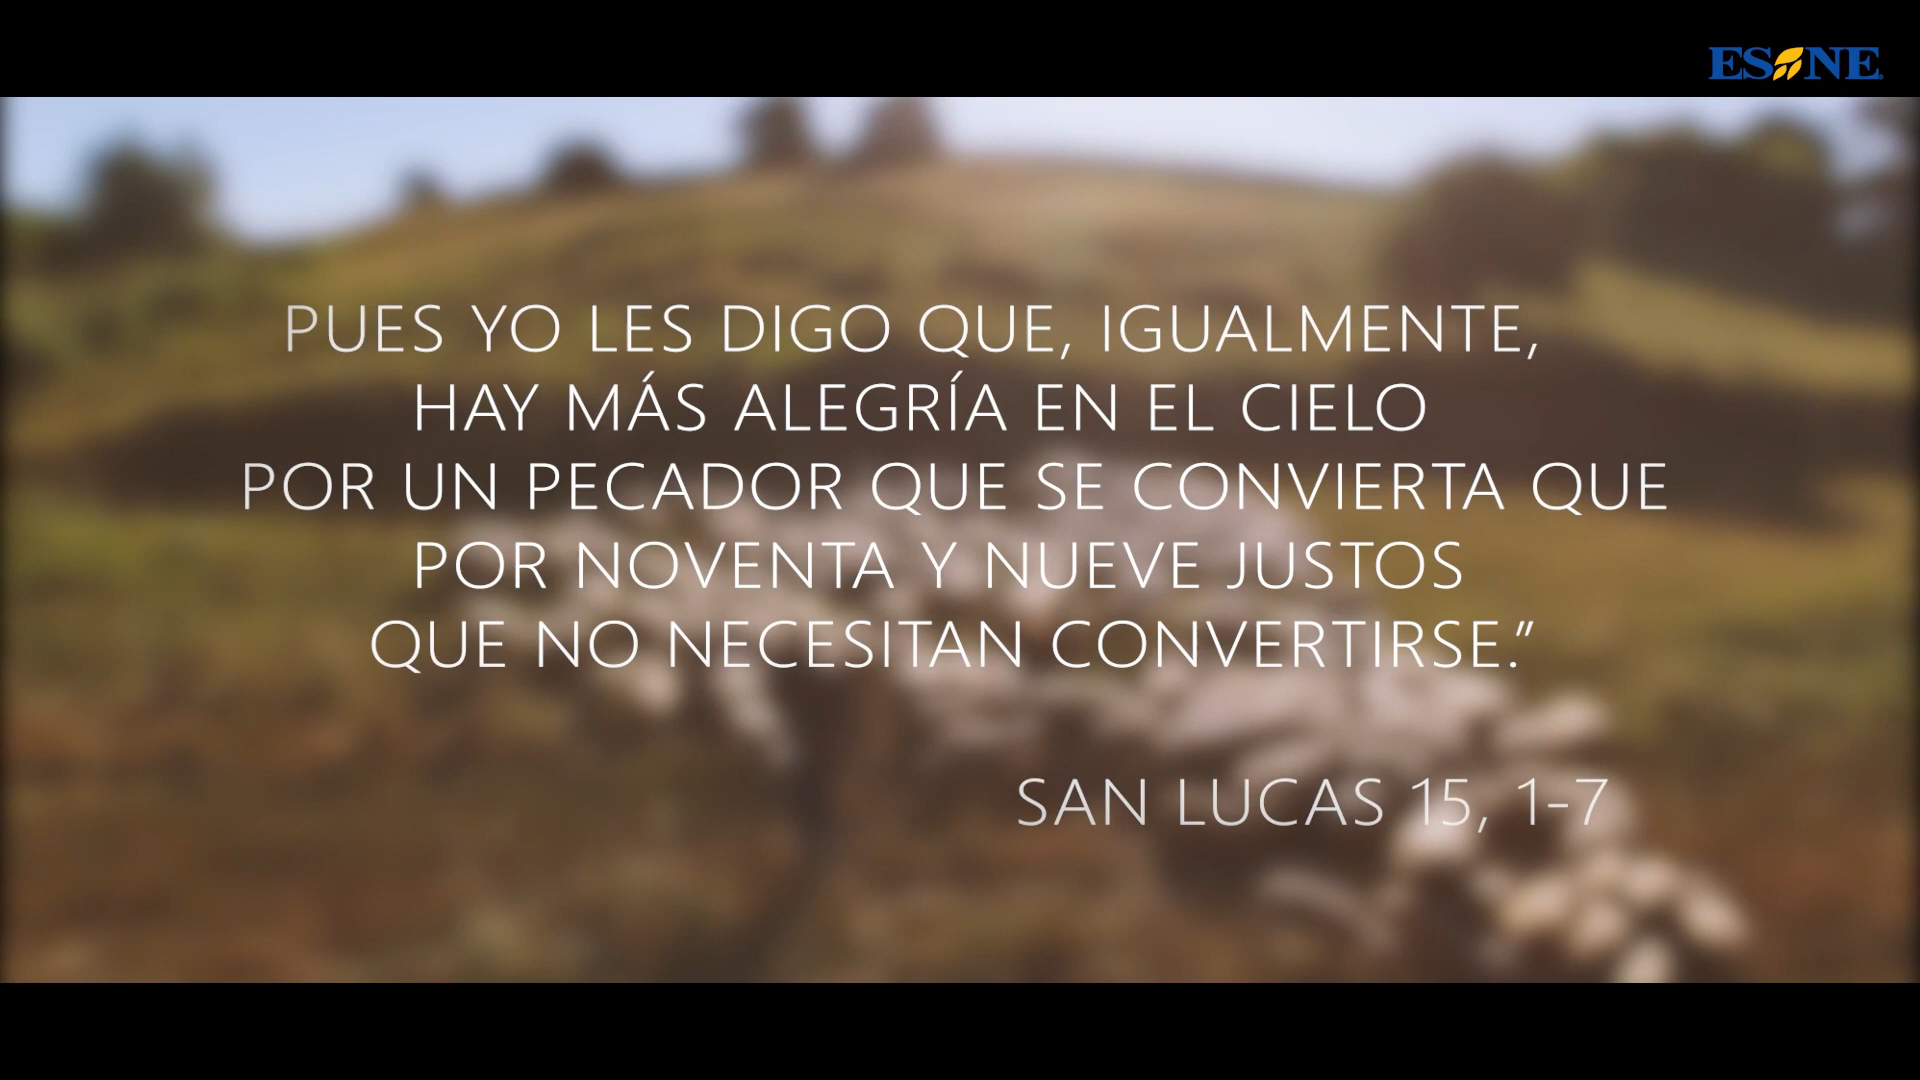 ESNE
PUES YO LES DIGO QUE, IGUALMENTE,
HAY MÁS ALEGRÍA EN EL CIELO
POR UN PECADOR QUE SE CONVIERTA QUE
POR NOVENTA Y NUEVE JUSTOS
QUE NO NECESITAN CONVERTIRSE.”
SAN LUCAS 15, 1-7